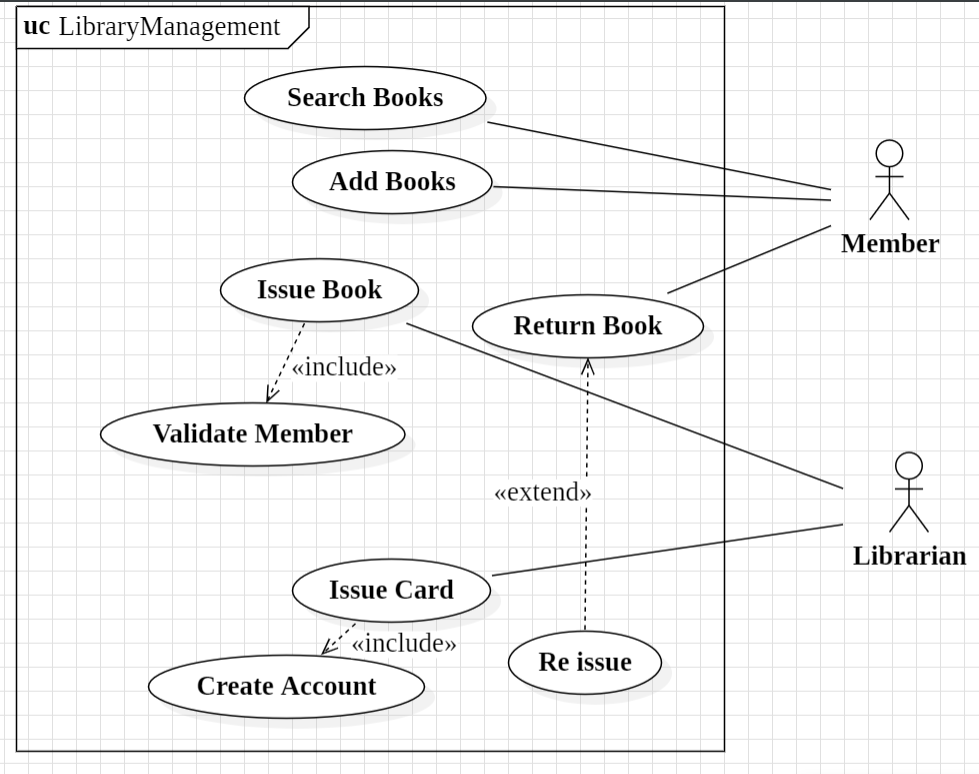 uc LibraryManagement
Search Books
Add Books
Member
Issue Book
Return Book
«include»
Validate Member
«extend»
Librarian
Issue Card
«include»
Re issue
Create Account